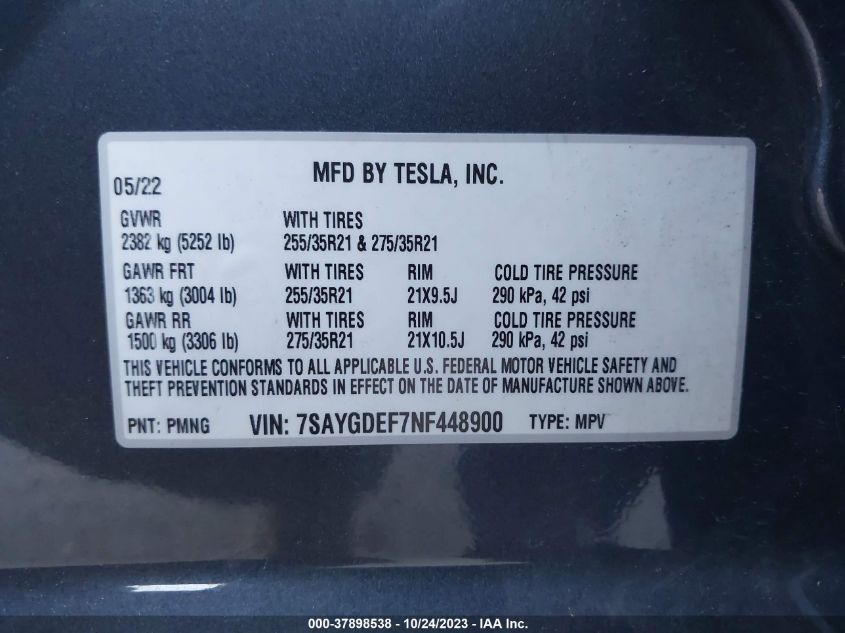 MFD BY TESLA, INC.
05/22
GVWR WITH TIRES
2382 kg (5252 lb) 255/35R21 & 275/35R21
GAWR FRT WITH TIRES RIM COLD TIRE PRESSURE
1363 kg (3004 lb) 255/35R21 21X9.5J 290 kPa, 42 psi
GAWR RR WITH TIRES RIM COLD TIRE PRESSURE
1500 kg (3306 lb) 275/35R21 21X10.5J 290 kPa, 42 psi
THIS VEHICLE CONFORMS TO ALL APPLICABLE U.S. FEDERAL MOTOR VEHICLE SAFETY AND
THEFT PREVENTION STANDARDS IN EFFECT ON THE DATE OF MANUFACTURE SHOWN ABOVE.
PNT: PMNG VIN: 7SAYGDEF7NF448900 TYPE: MPV
000-37898538 - 10/24/2023 - IAA Inc.